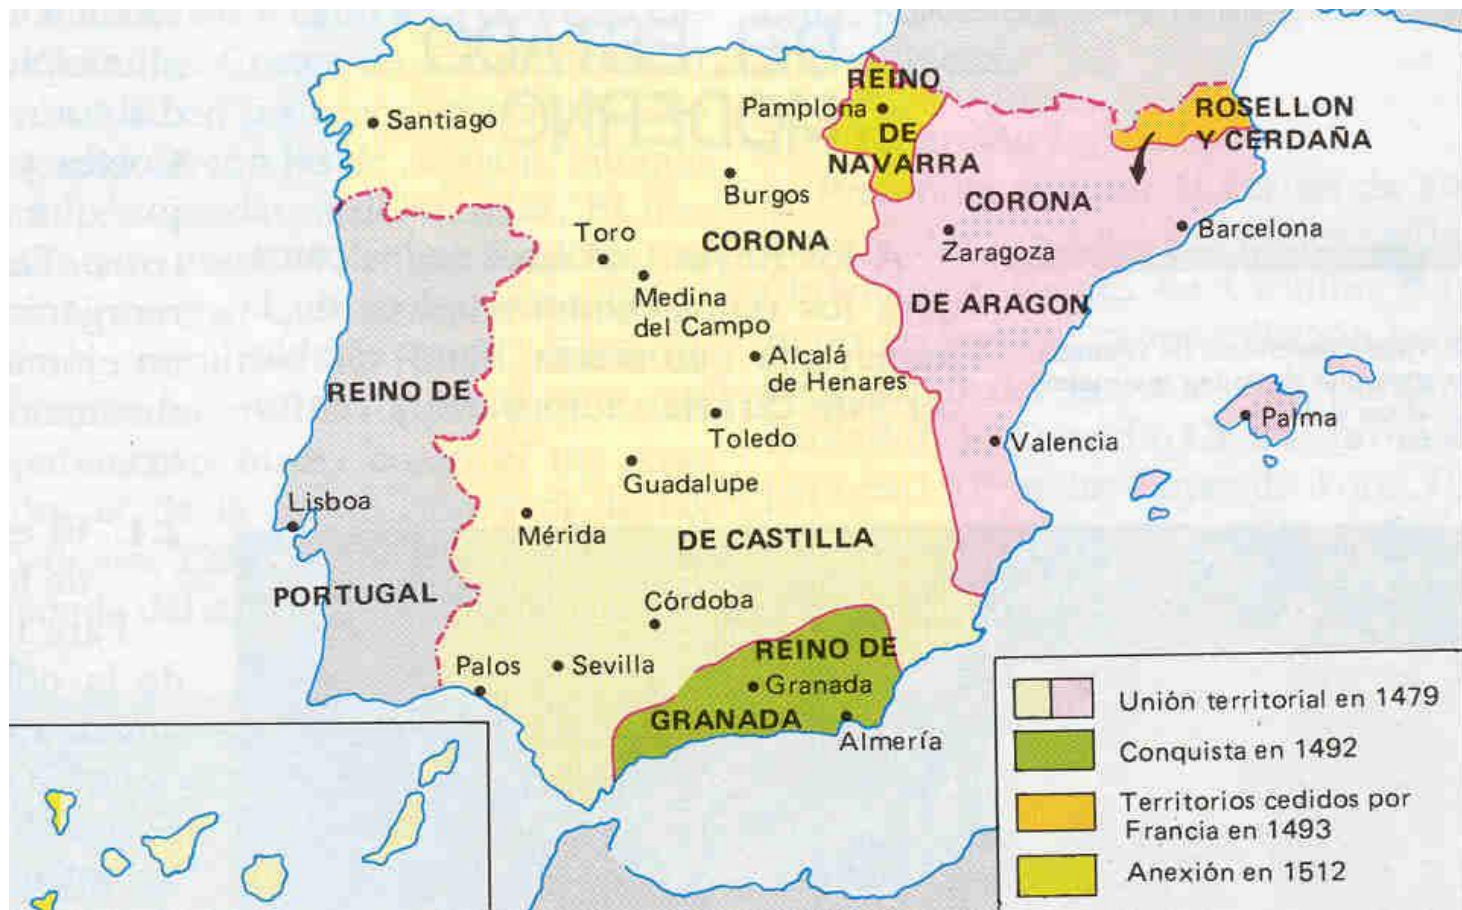 REINO
Pamplona
DE
NAVARRA
ROSELLON
Y CERDAÑA
Santiago
Burgos
CORONA
Zaragoza
Barcelona
DE ARAGON
Toro
CORONA
Medina
del Campo
Alcalá
de Henares
REINO DE
Toledo
Palma
Valencia
Guadalupe
Lisboa
Mérida
DE CASTILLA
PORTUGAL
Córdoba
REINO DE
Palos
Sevilla
Granada
GRANADA
Almería
Unión territorial en 1479
Conquista en 1492
Territorios cedidos por
Francia en 1493
Anexión en 1512